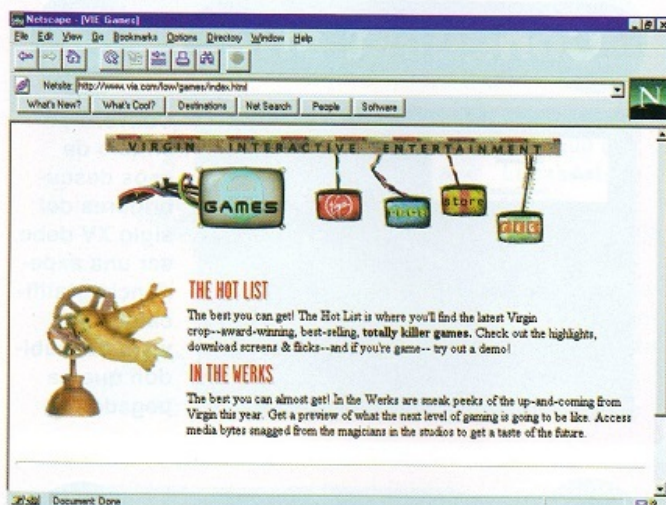 Netscape - [VIE Games]
File Edit View Go Bookmarks Options Directory Window Help
Netsite: http://www.vie.com/low/games/index.html
N
What's New? What's Cool? Destinations Net Search People Software
VIRGIN INTERACTIVE ENTERTAINMENT
GAMES
Virgin
store
THE HOT LIST
The best you can get! The Hot List is where you'll find the latest Virgin
crop--award-winning, best-selling, totally killer games. Check out the highlights,
download screens & flicks--and if you're game-- try out a demo!
IN THE WERKS
The best you can almost get! In the Werks are sneak peeks of the up-and-coming from
Virgin this year. Get a preview of what the next level of gaming is going to be like. Access
media bytes snagged from the magicians in the studios to get a taste of the future.
Document: Done